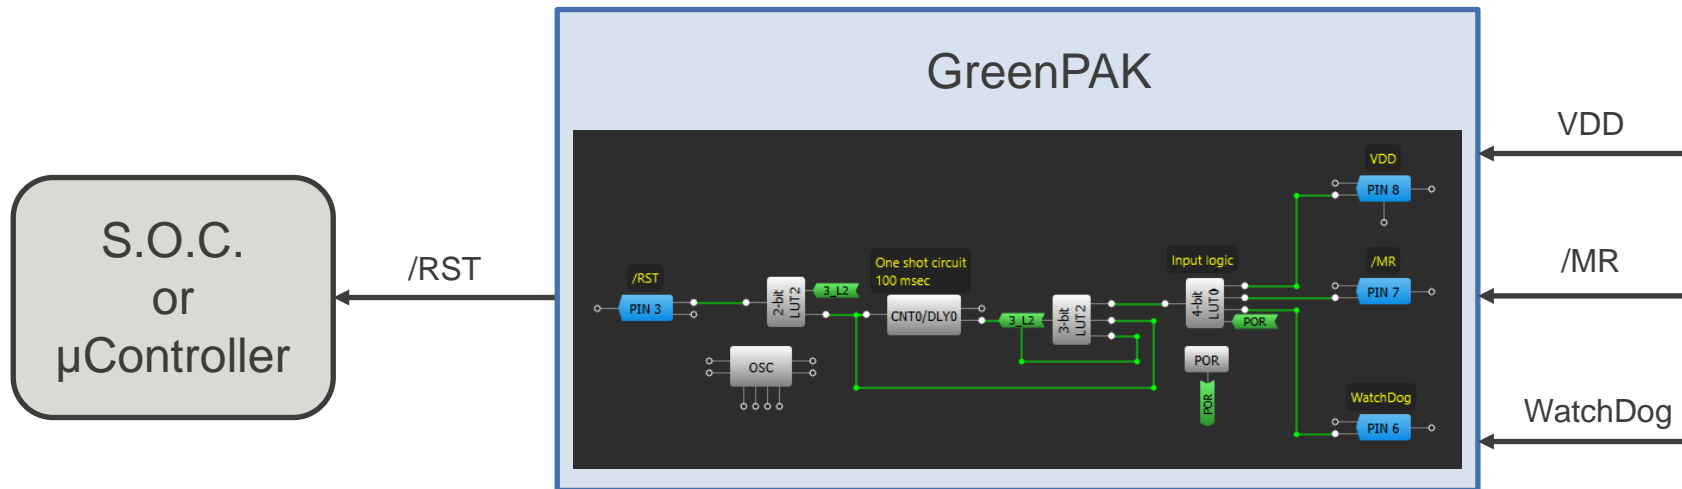 GreenPAK
VDD
/MR
WatchDog
S.O.C.
or
µController
/RST
/RST
PIN 3
2-bit
LUT2
3_L2
One shot circuit
100 msec
CNT0/DLY0
3_L2
3-bit
LUT2
Input logic
4-bit
LUT0
POR
VDD
PIN 8
/MR
PIN 7
OSC
POR
POR
WatchDog
PIN 6